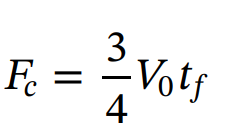 F_c = \frac{3}{4} V_0 t_f